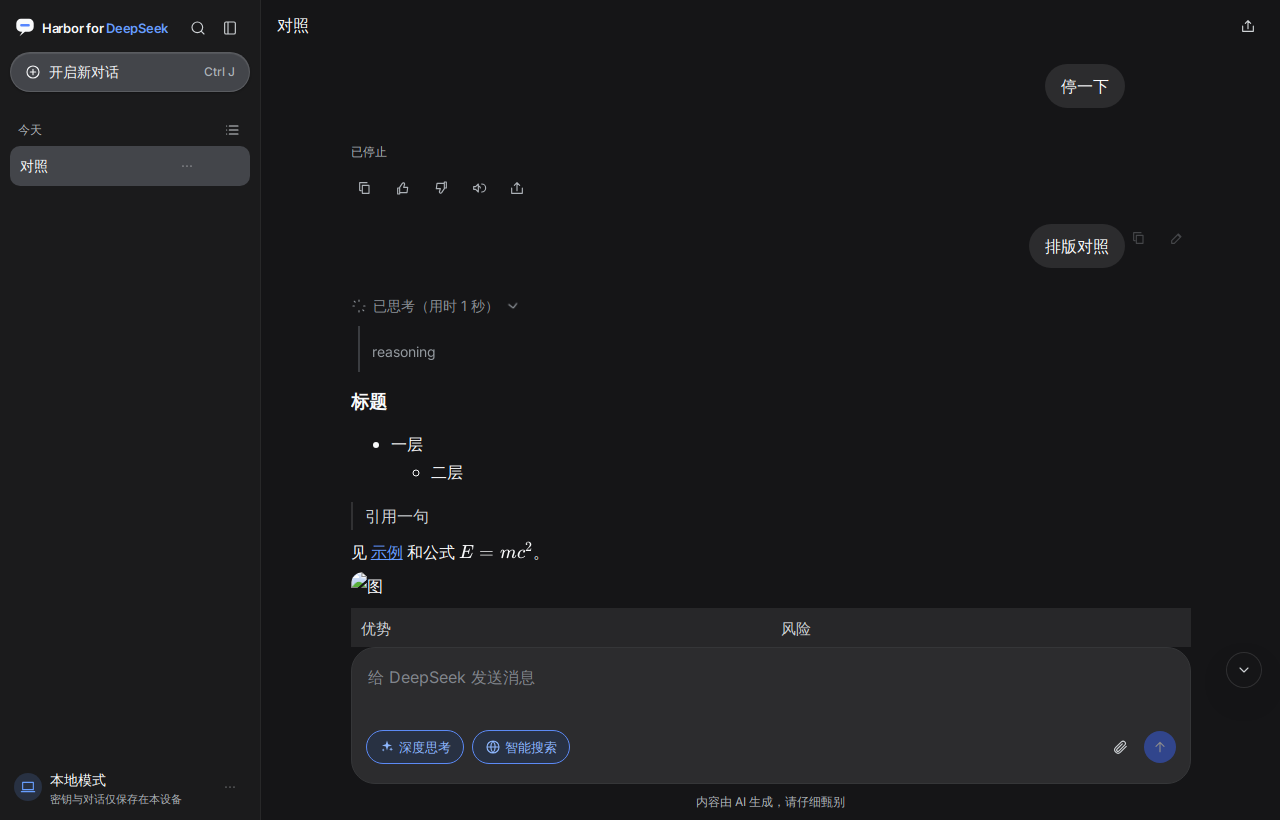 Harbor for DeepSeek
开启新对话 Ctrl J
今天
对照
本地模式
密钥与对话仅保存在本设备
对照
停一下
已停止
排版对照
已思考（用时 1 秒）
reasoning
标题
一层
二层
引用一句
见 示例 和公式 E = mc²。
图
优势 风险
给 DeepSeek 发送消息
深度思考 智能搜索
内容由 AI 生成，请仔细甄别